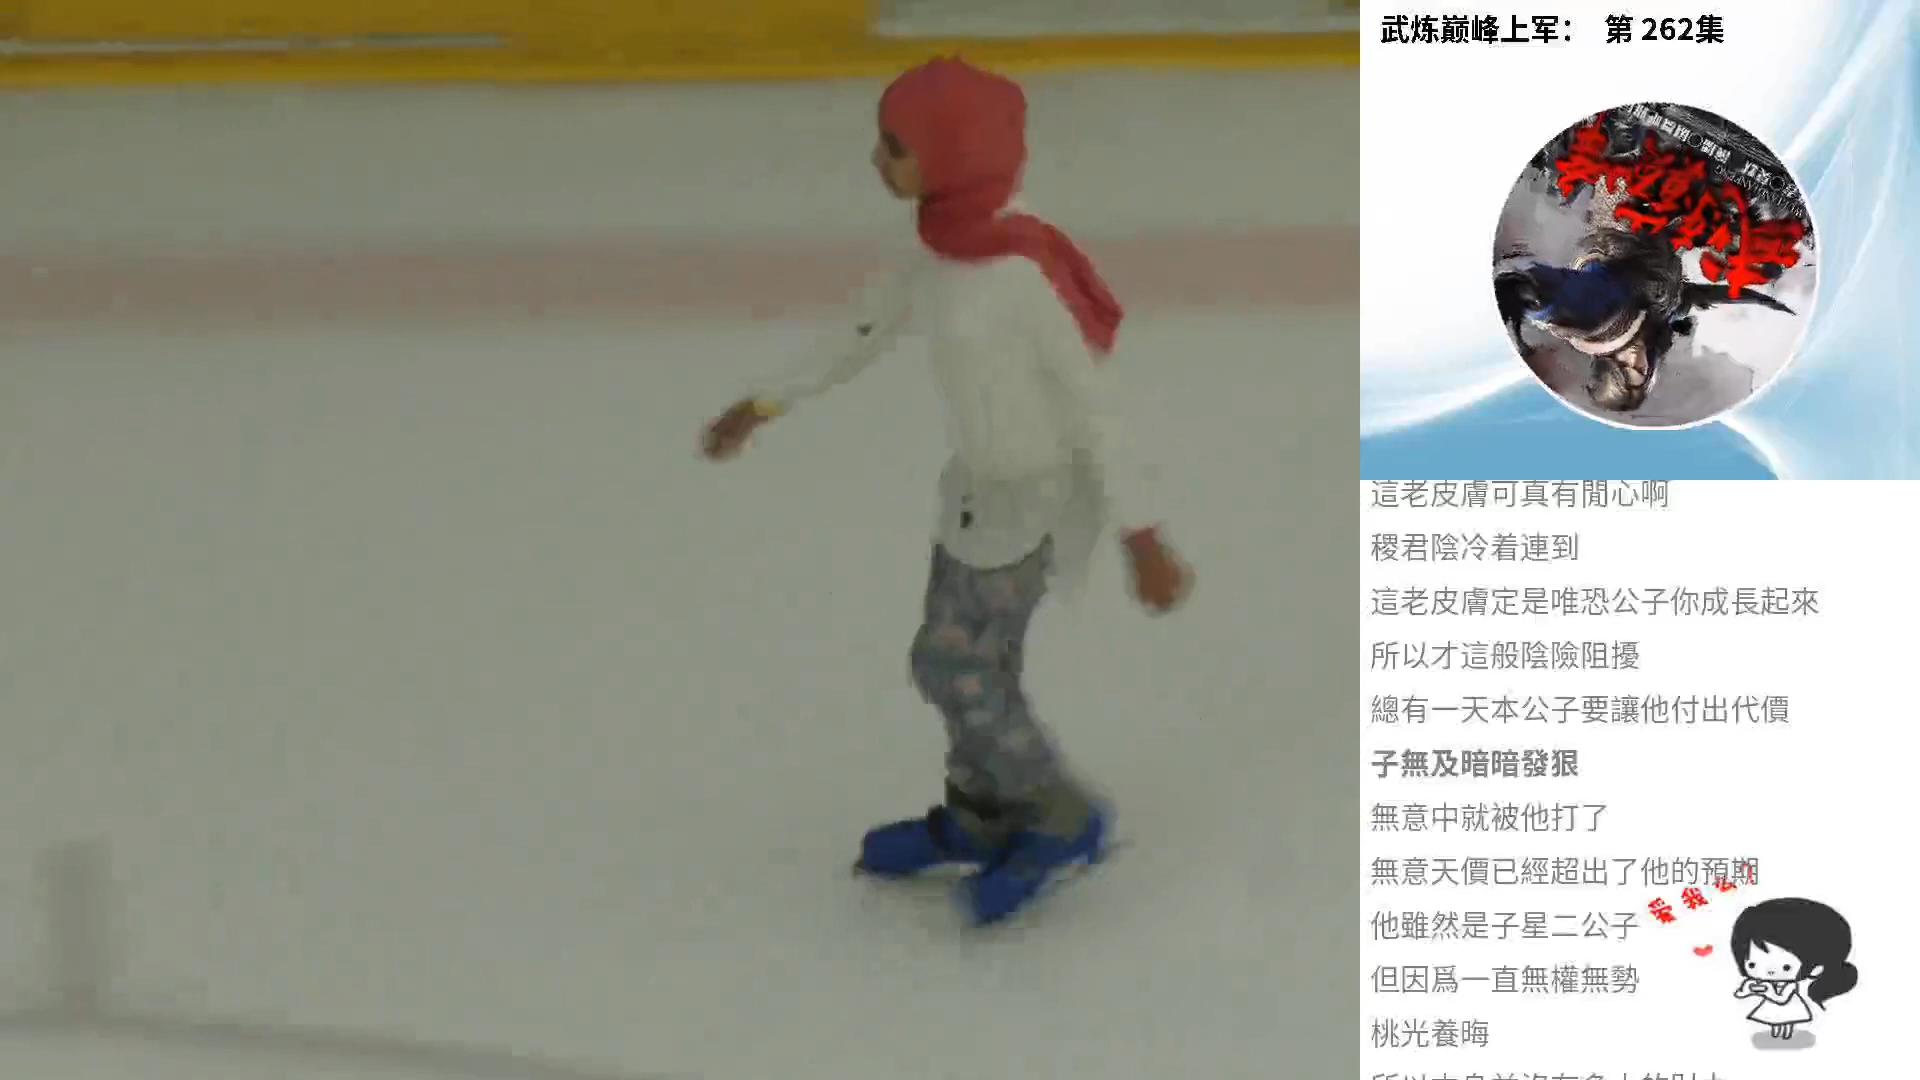 武炼巅峰上军： 第 262集
這老皮膚可真有閒心啊
稷君陰冷着連到
這老皮膚定是唯恐公子你成長起來
所以才這般陰險阻擾
總有一天本公子要讓他付出代價
子無及暗暗發狠
無意中就被他打了
無意天價已經超出了他的預期
他雖然是子星二公子
愛我么?
但因爲一直無權無勢
桃光養晦